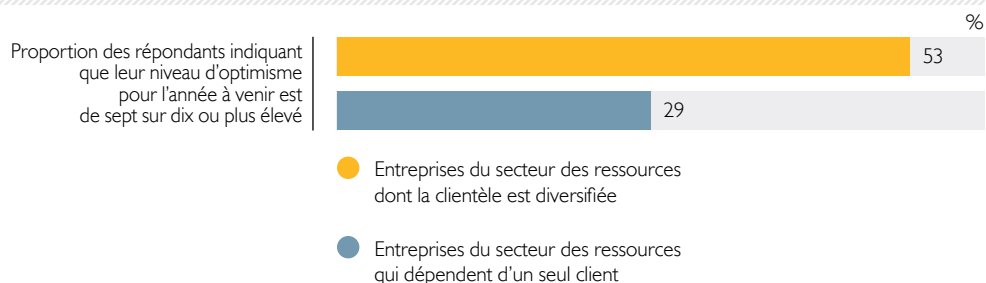 %
Proportion des répondants indiquant
que leur niveau d’optimisme
pour l’année à venir est
de sept sur dix ou plus élevé
53
29
Entreprises du secteur des ressources
dont la clientèle est diversifiée
Entreprises du secteur des ressources
qui dépendent d’un seul client